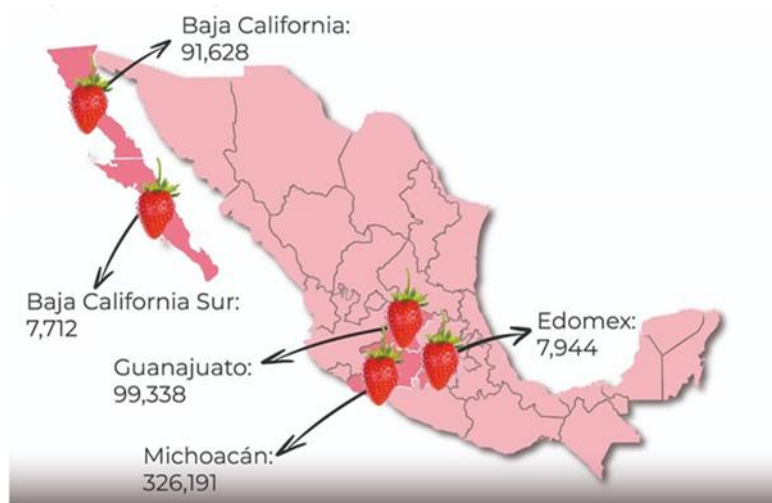 Baja California:
91,628
Baja California Sur:
7,712
Guanajuato:
99,338
Edomex:
7,944
Michoacán:
326,191